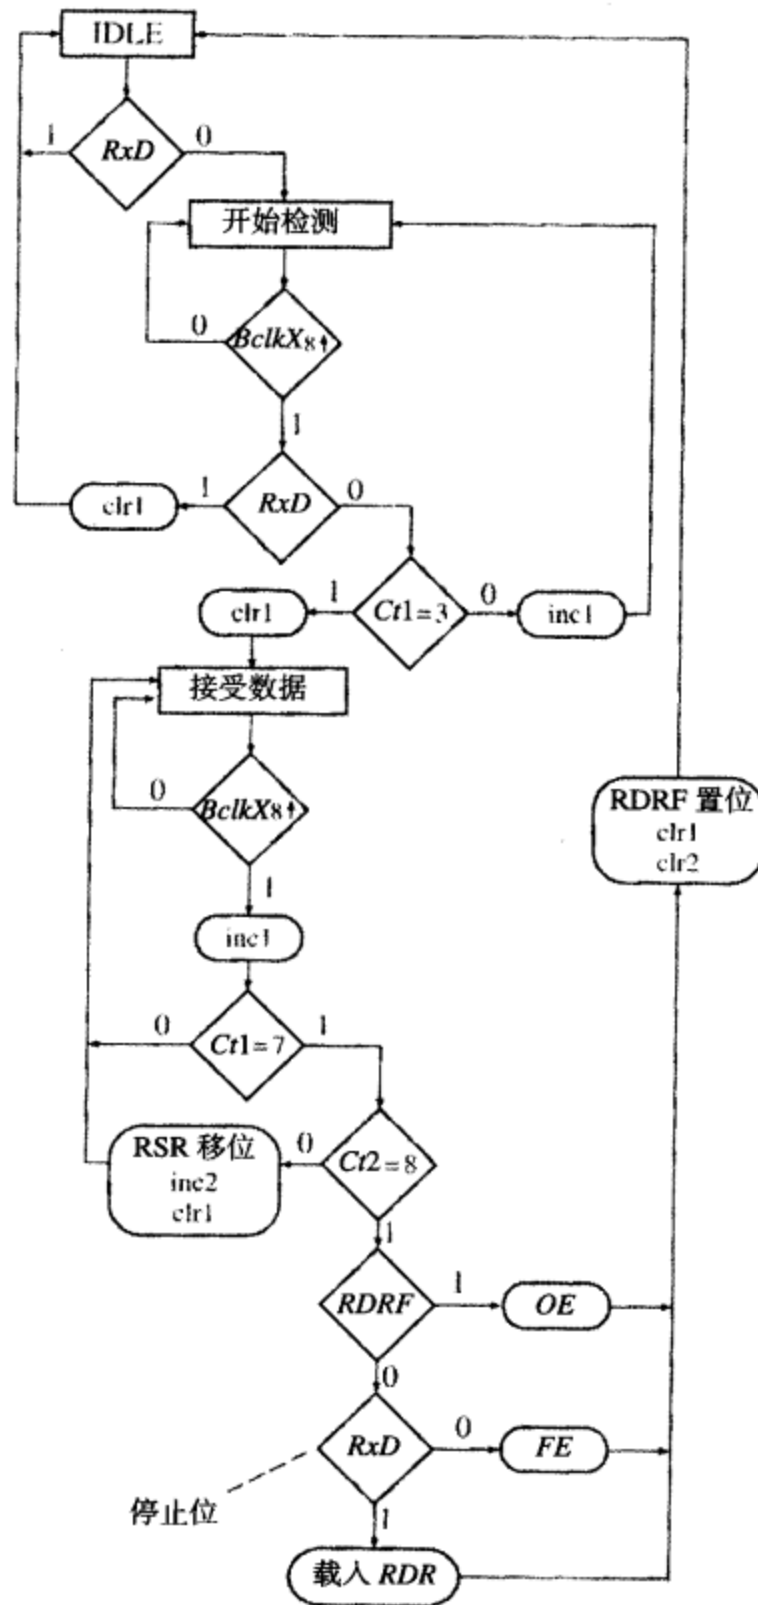 IDLE
RxD
1
0
开始检测
0
BclkX8↑
1
RxD
1
0
clr1
Ct1=3
1
0
clr1
inc1
接受数据
0
BclkX8↑
1
inc1
RDRF 置位
clr1
clr2
0
Ct1=7
1
RSR 移位
inc2
clr1
0
Ct2=8
1
RDRF
1
OE
0
RxD
0
FE
停止位
1
载入 RDR